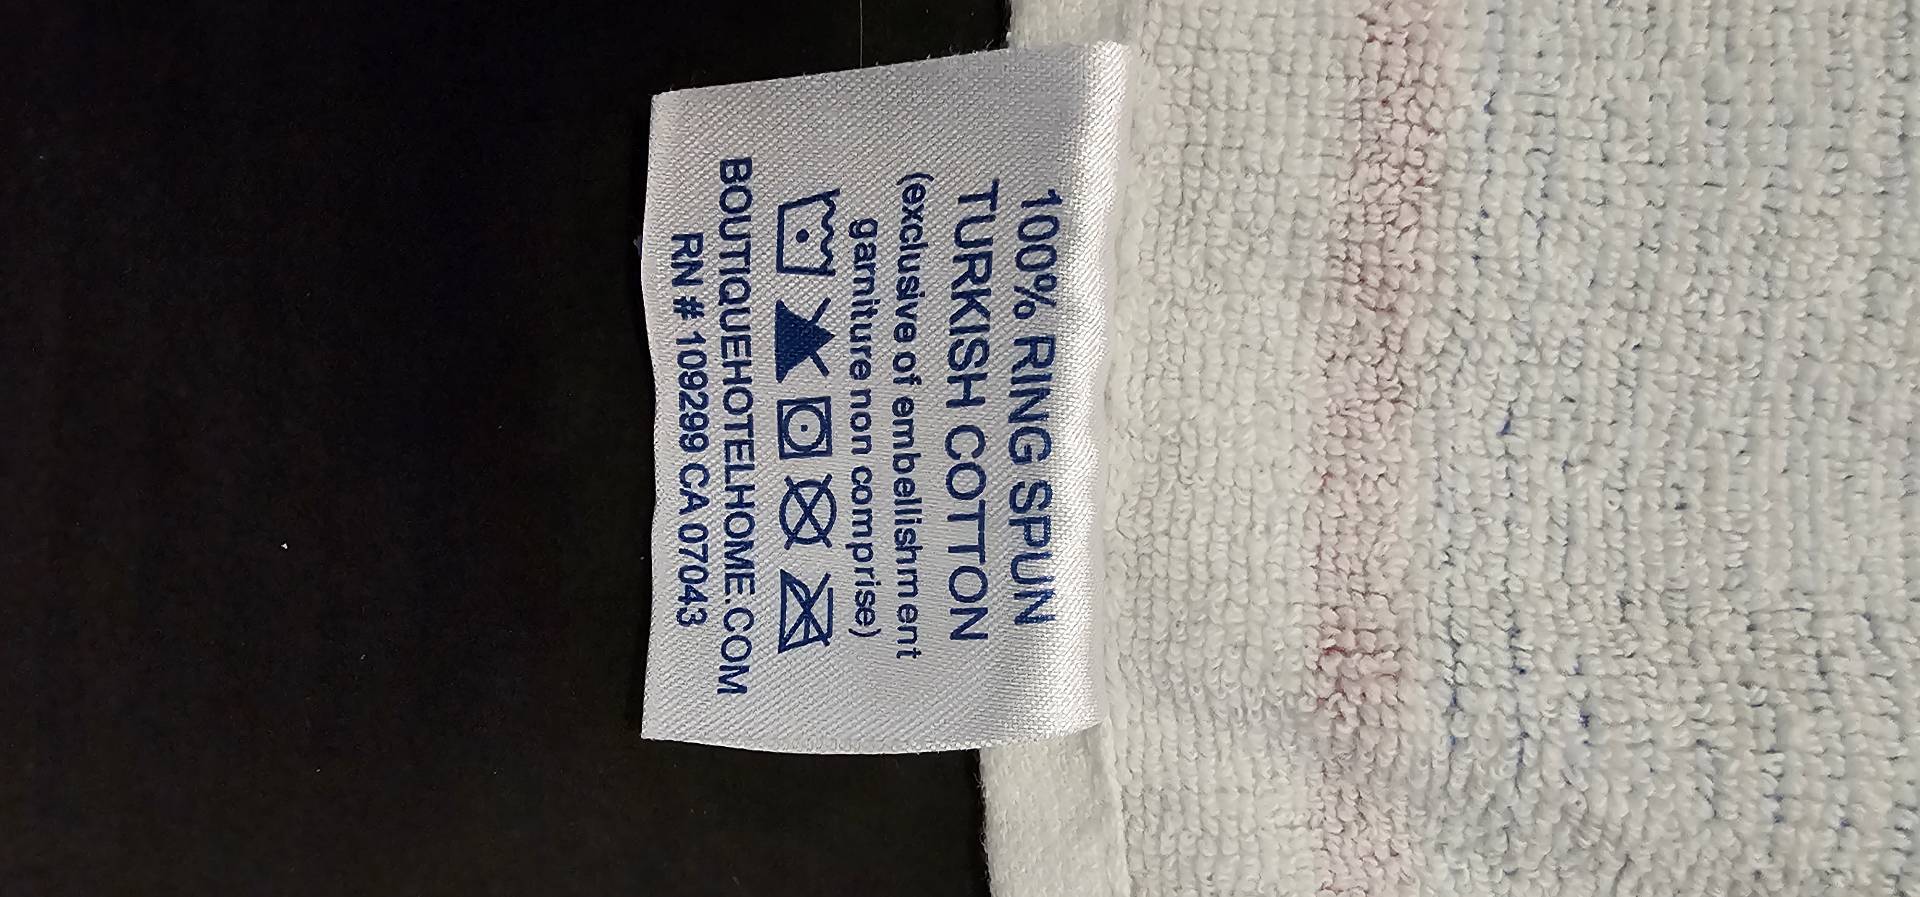 100% RING SPUN
TURKISH COTTON
(exclusive of embellishment
garniture non comprise)
BOUTIQUEHOTELHOME.COM
RN # 109299 CA 07043